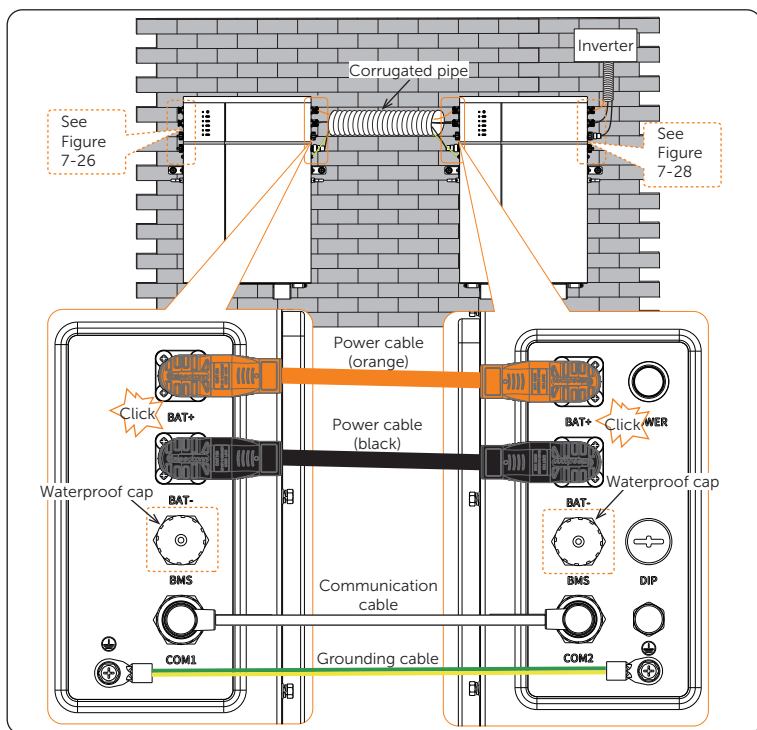 Inverter
Corrugated pipe
See
Figure
7-26
See
Figure
7-28
Power cable
(orange)
Click
BAT+
BAT+
Click
WER
Power cable
(black)
Waterproof cap
BAT-
Waterproof cap
BAT-
BMS
BMS
DIP
Communication
cable
COM1
COM2
Grounding cable